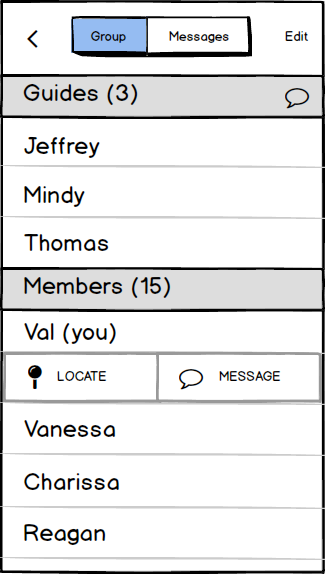 Group Messages Edit
Guides (3)
Jeffrey
Mindy
Thomas
Members (15)
Val (you)
LOCATE MESSAGE
Vanessa
Charissa
Reagan